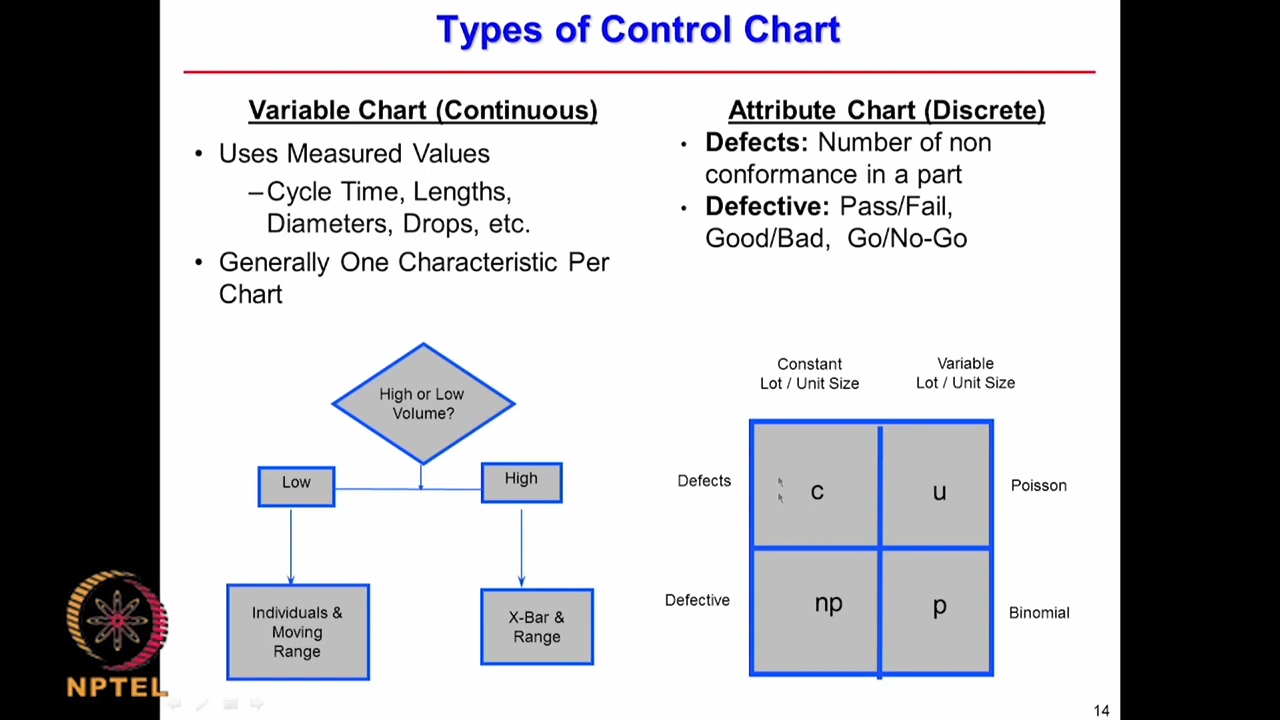 Types of Control Chart
Variable Chart (Continuous)
• Uses Measured Values
–Cycle Time, Lengths,
Diameters, Drops, etc.
• Generally One Characteristic Per
Chart
High or Low
Volume?
Low
High
Individuals &
Moving
Range
X-Bar &
Range
Attribute Chart (Discrete)
• Defects: Number of non
conformance in a part
• Defective: Pass/Fail,
Good/Bad, Go/No-Go
Constant
Lot / Unit Size
Variable
Lot / Unit Size
Defects
c
u
Poisson
Defective
np
p
Binomial
NPTEL
14